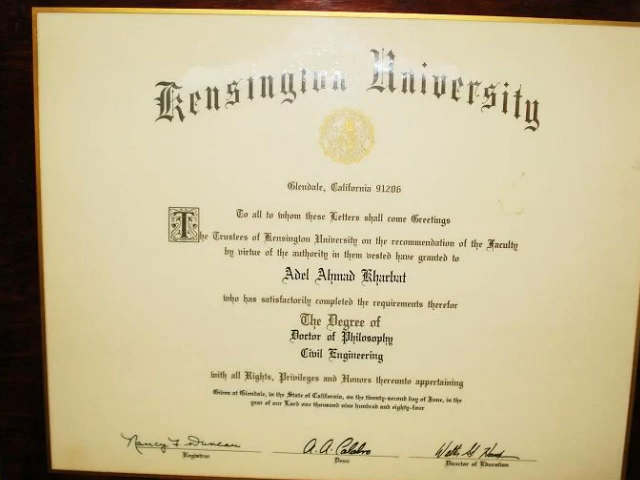 Kensington University
Glendale, California 91206
To all to whom these Letters shall come Greetings
The Trustees of Kensington University on the recommendation of the Faculty
by virtue of the authority in them vested have granted to
Adel Ahmad Kharbat
who has satisfactorily completed the requirements therefor
The Degree of
Doctor of Philosophy
Civil Engineering
with all Rights, Privileges and Honors thereunto appertaining
Given at Glendale, in the State of California, on the twenty-second day of June, in the
year of our Lord one thousand nine hundred and eighty-four
Nancy F Duncan A. A. Calabro
Registrar Dean Director of Education